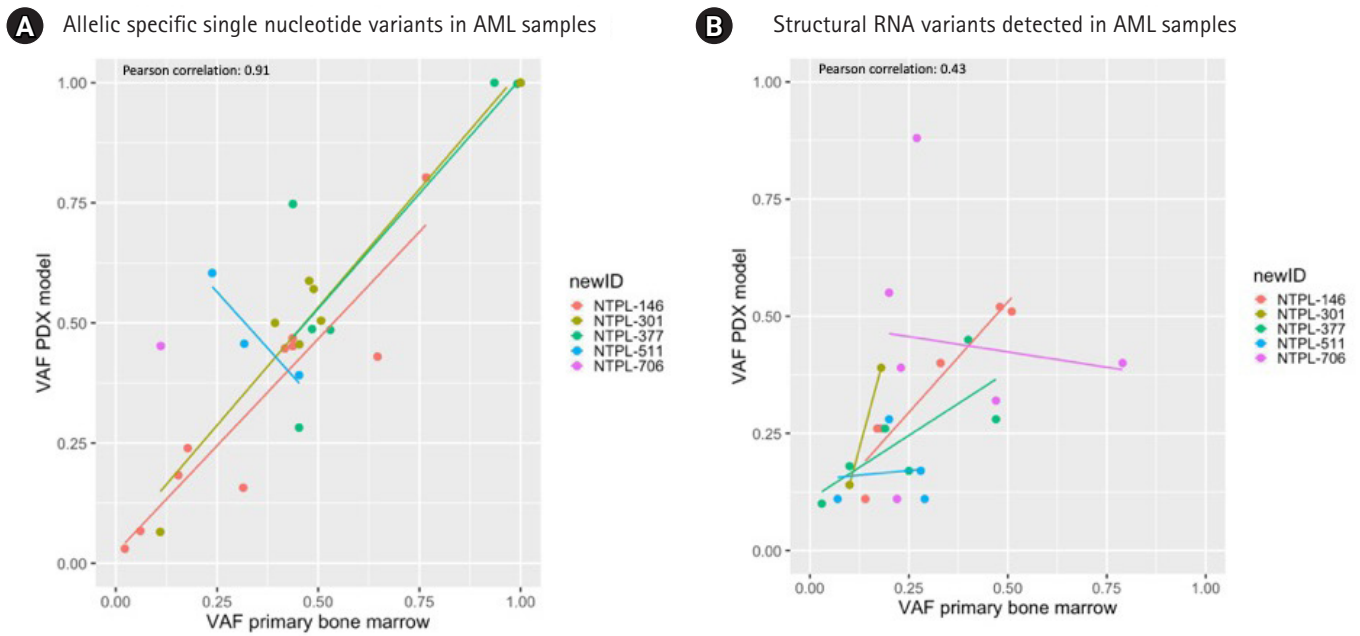 A Allelic specific single nucleotide variants in AML samples
Pearson correlation: 0.91
1.00
0.75
0.50
0.25
0.00
VAF PDX model
0.00 0.25 0.50 0.75 1.00
VAF primary bone marrow
newID
NTPL-146
NTPL-301
NTPL-377
NTPL-511
NTPL-706
B Structural RNA variants detected in AML samples
Pearson correlation: 0.43
1.00
0.75
0.50
0.25
0.00
VAF PDX model
0.00 0.25 0.50 0.75 1.00
VAF primary bone marrow
newID
NTPL-146
NTPL-301
NTPL-377
NTPL-511
NTPL-706